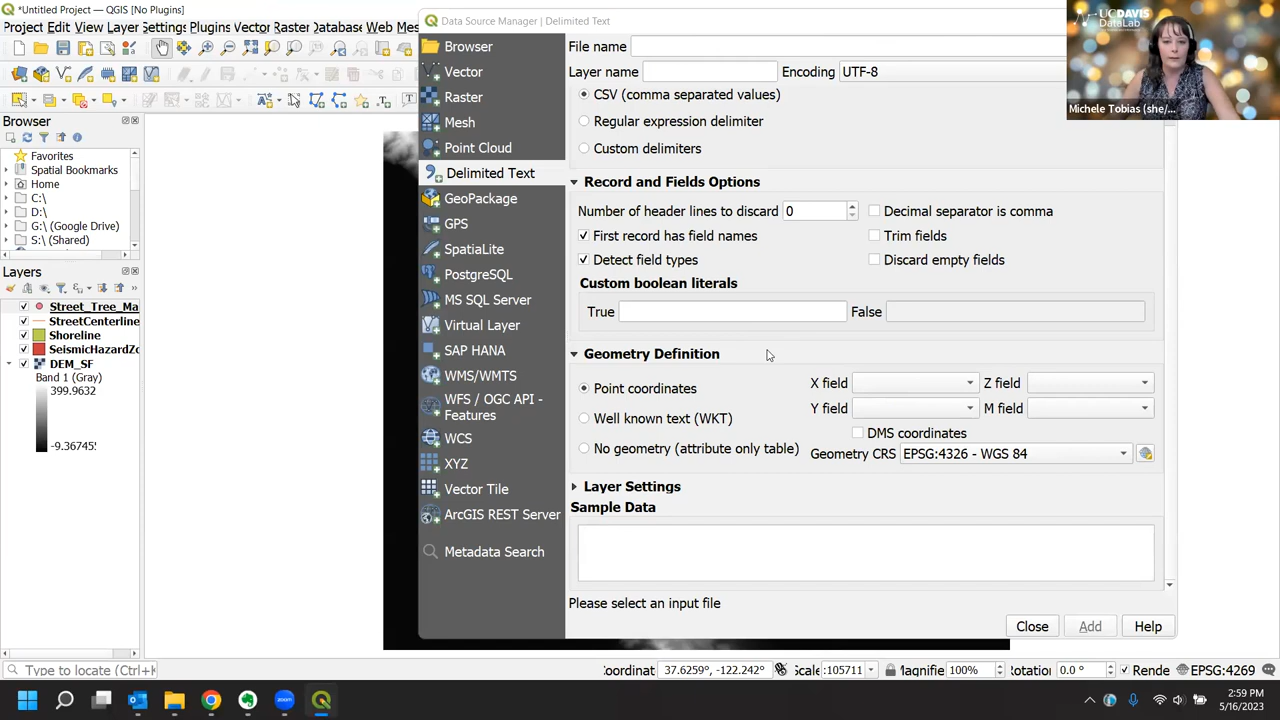 *Untitled Project — QGIS [No Plugins]
Project Edit View Layer Settings Plugins Vector Raster Database Web Mes
Browser
Favorites
Spatial Bookmarks
Home
C:\
D:\
G:\ (Google Drive)
S:\ (Shared)
Layers
Street_Tree_Ma
StreetCenterline
Shoreline
SeismicHazardZo
DEM_SF
Band 1 (Gray)
399.9632
-9.36745
Data Source Manager | Delimited Text
Browser
Vector
Raster
Mesh
Point Cloud
Delimited Text
GeoPackage
GPS
SpatiaLite
PostgreSQL
MS SQL Server
Virtual Layer
SAP HANA
WMS/WMTS
WFS / OGC API -
Features
WCS
XYZ
Vector Tile
ArcGIS REST Server
Metadata Search
File name
Layer name Encoding UTF-8
CSV (comma separated values)
Regular expression delimiter
Custom delimiters
Record and Fields Options
Number of header lines to discard 0 Decimal separator is comma
First record has field names Trim fields
Detect field types Discard empty fields
Custom boolean literals
True False
Geometry Definition
Point coordinates X field Z field
Y field M field
Well known text (WKT)
DMS coordinates
No geometry (attribute only table) Geometry CRS EPSG:4326 - WGS 84
Layer Settings
Sample Data
Please select an input file
Close Add Help
UCDAVIS
DataLab
Michele Tobias (she/...
Type to locate (Ctrl+K Coordinat 37.6259°, -122.242° Scale :105711 Magnifie 100% Rotation 0.0 ° Rende EPSG:4269
2:59 PM
5/16/2023